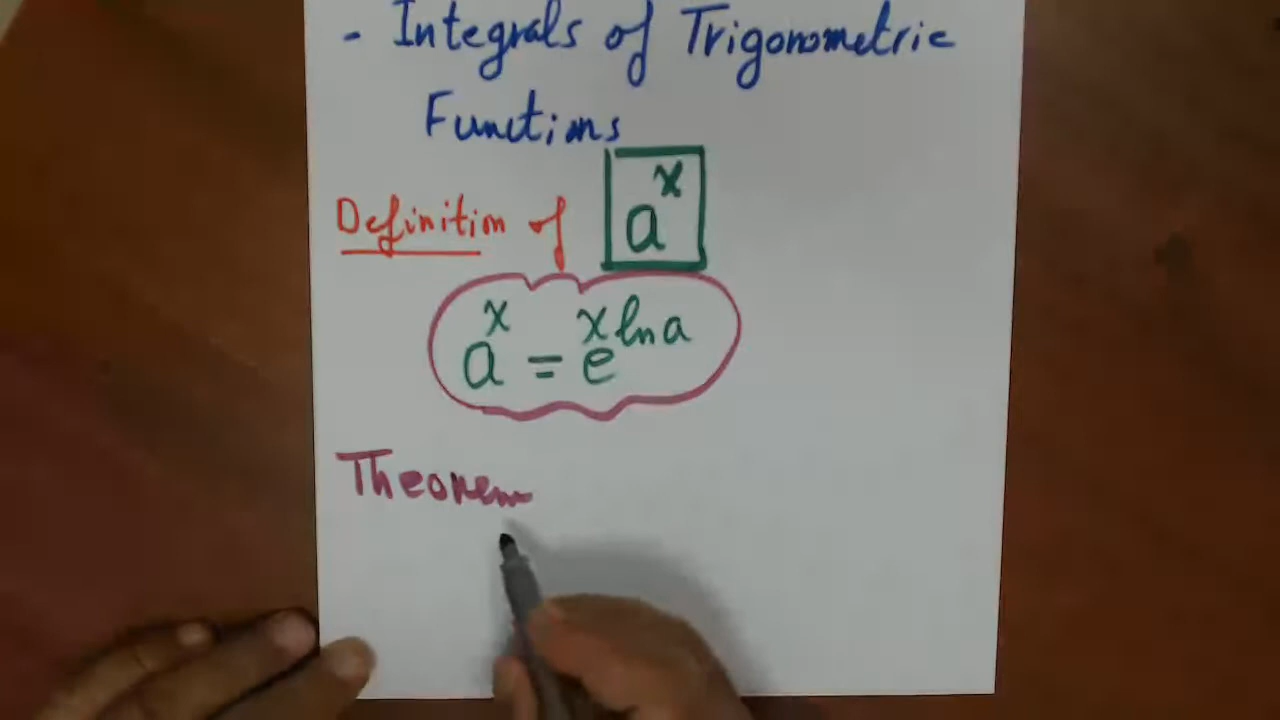 - Integrals of Trigonometric
Functions
Definition of a^x
a^x = e^{x ln a}
Theorem